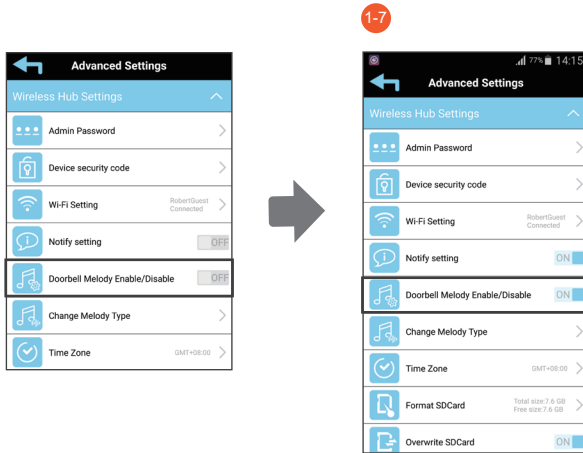 1-7
Advanced Settings
Wireless Hub Settings
Admin Password
Device security code
Wi-Fi Setting
RobertGuest
Connected
Notify setting
OFF
Doorbell Melody Enable/Disable
OFF
Change Melody Type
Time Zone
GMT+08:00
77% 14:15
Advanced Settings
Wireless Hub Settings
Admin Password
Device security code
Wi-Fi Setting
RobertGuest
Connected
Notify setting
ON
Doorbell Melody Enable/Disable
ON
Change Melody Type
Time Zone
GMT+08:00
Format SDCard
Total size:7.6 GB
Free size:7.6 GB
Overwrite SDCard
ON